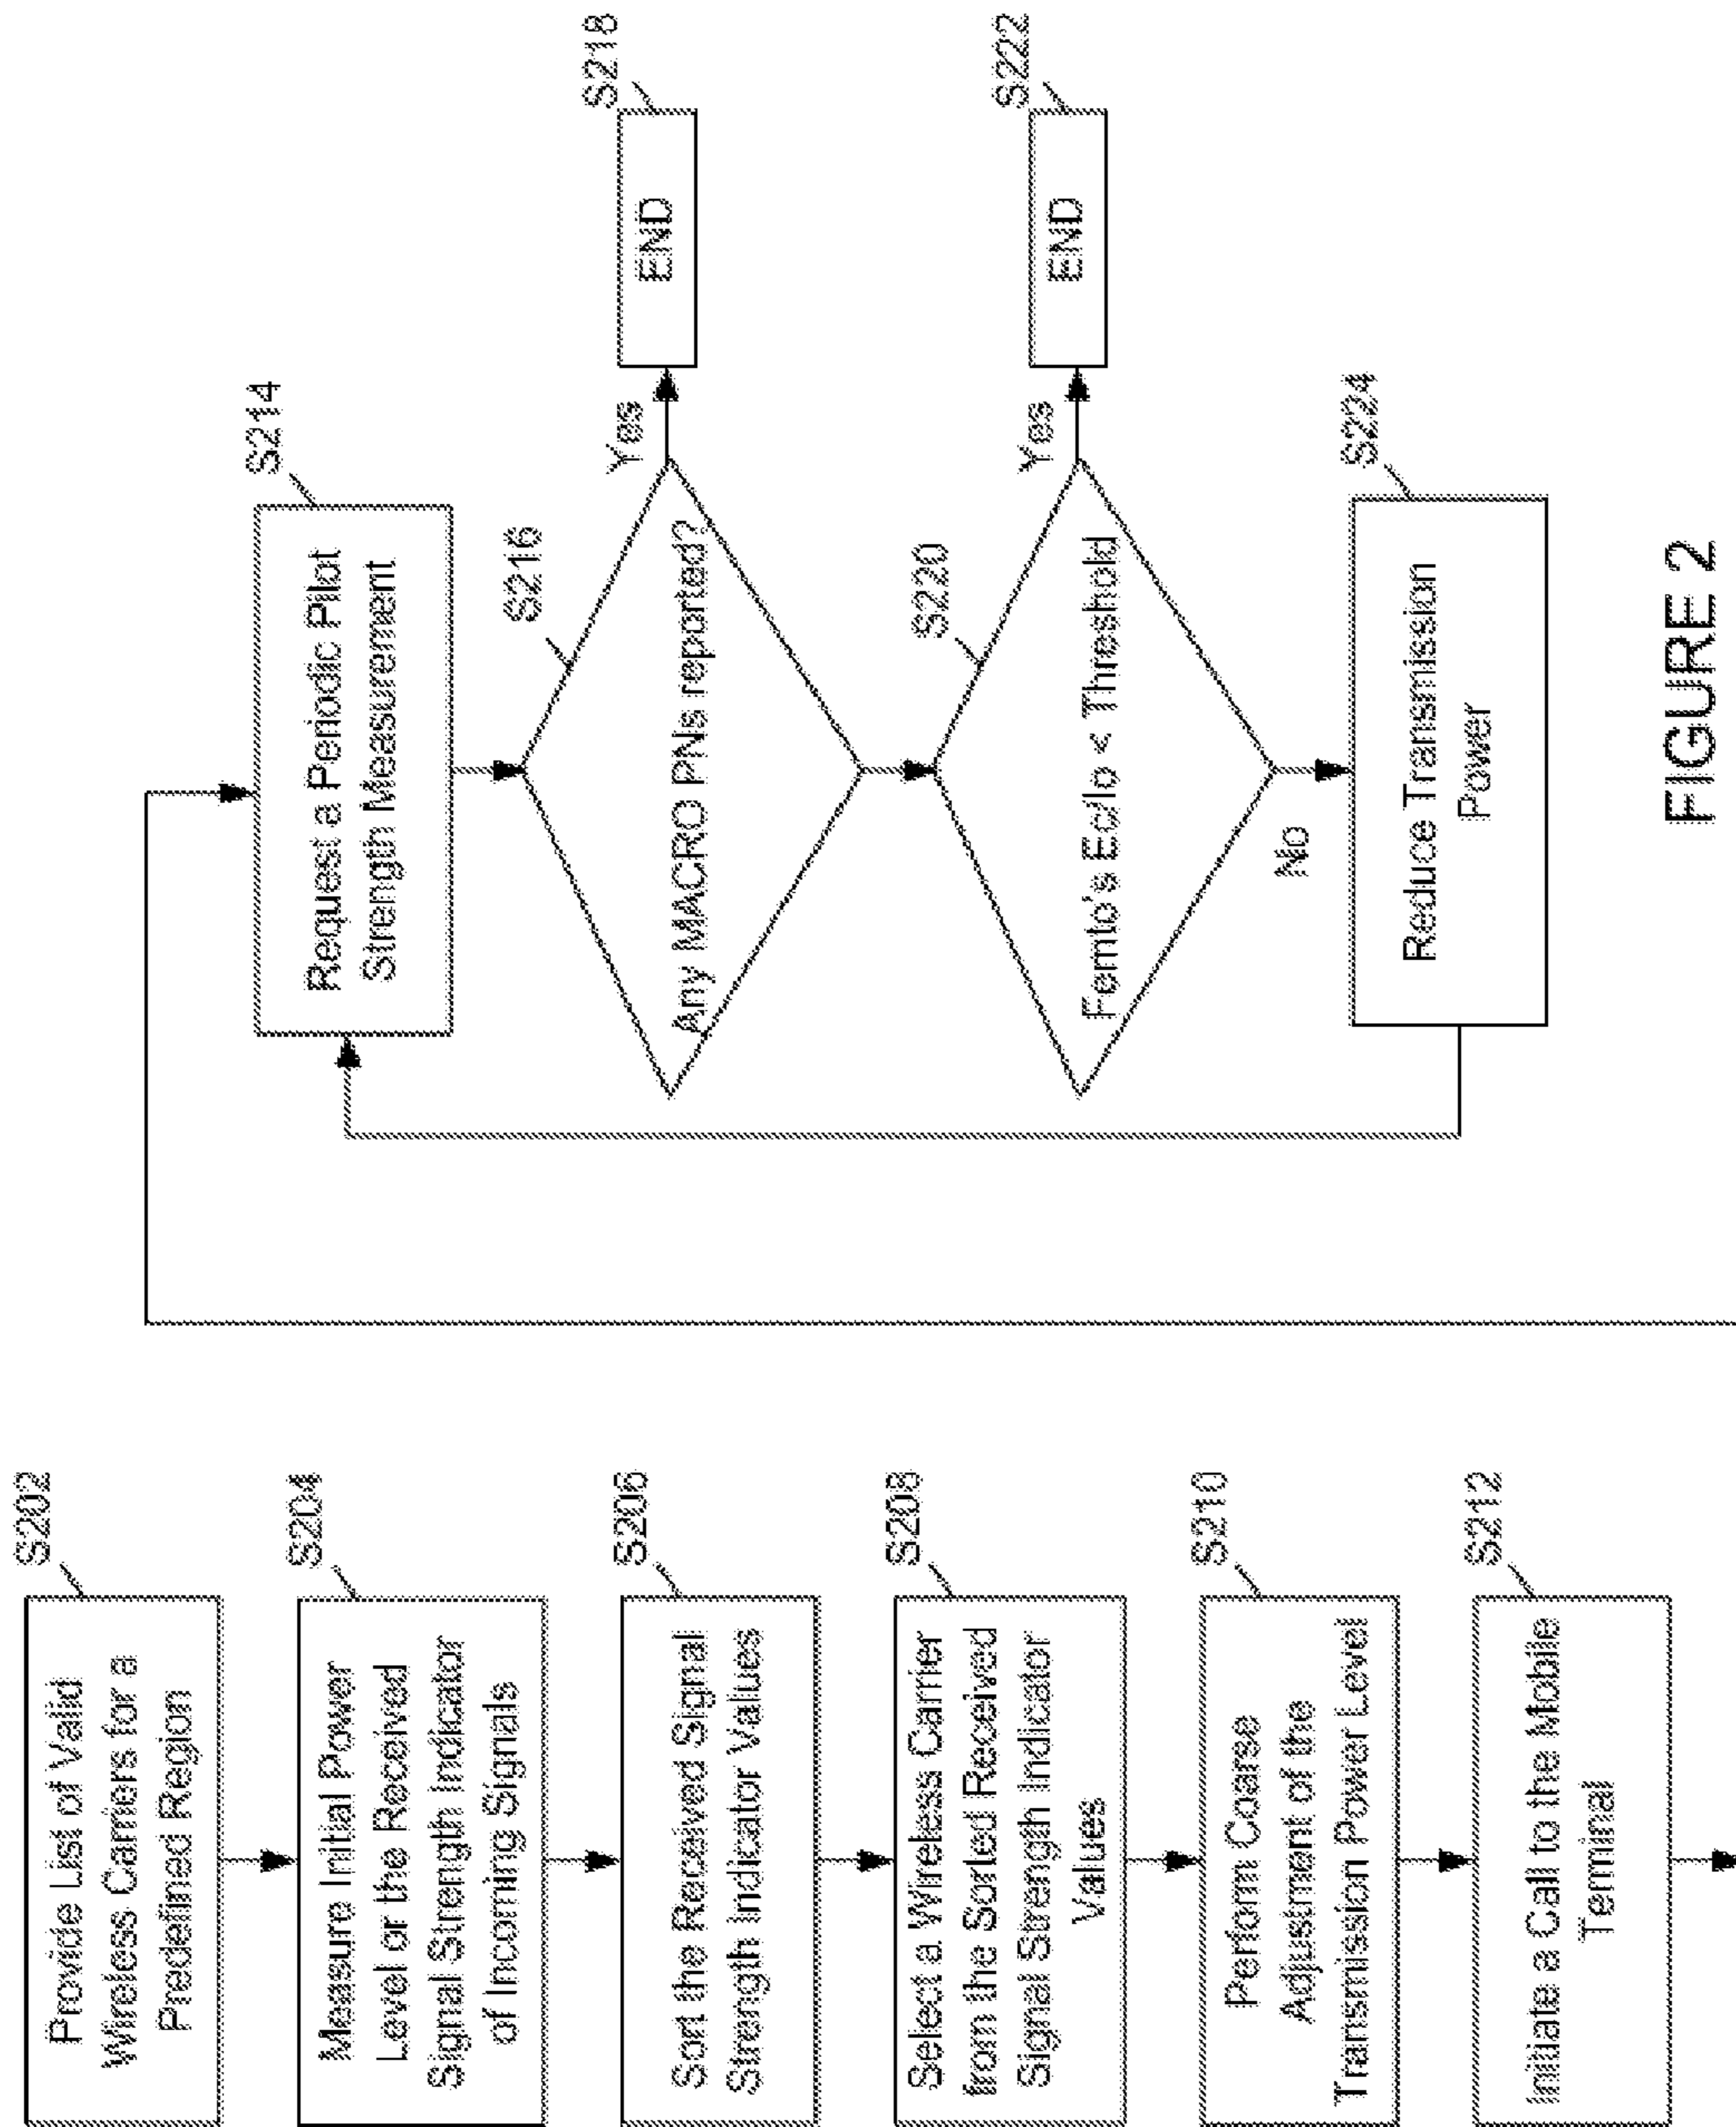 S202
Provide List of Valid
Wireless Carriers for a
Predefined Region
S204
Measure Initial Power
Level or the Received
Signal Strength Indicator
of Incoming Signals
S206
Sort the Received Signal
Strength Indicator Values
S208
Select a Wireless Carrier
from the Sorted Received
Signal Strength Indicator
Values
S210
Perform Coarse
Adjustment of the
Transmission Power Level
S212
Initiate a Call to the Mobile
Terminal
S214
Request a Periodic Pilot
Strength Measurement
S216
Any MACRO PNs reported?
Yes
S218
END
S220
Femto's Ec/Io < Threshold
Yes
S222
END
No
S224
Reduce Transmission
Power
FIGURE 2